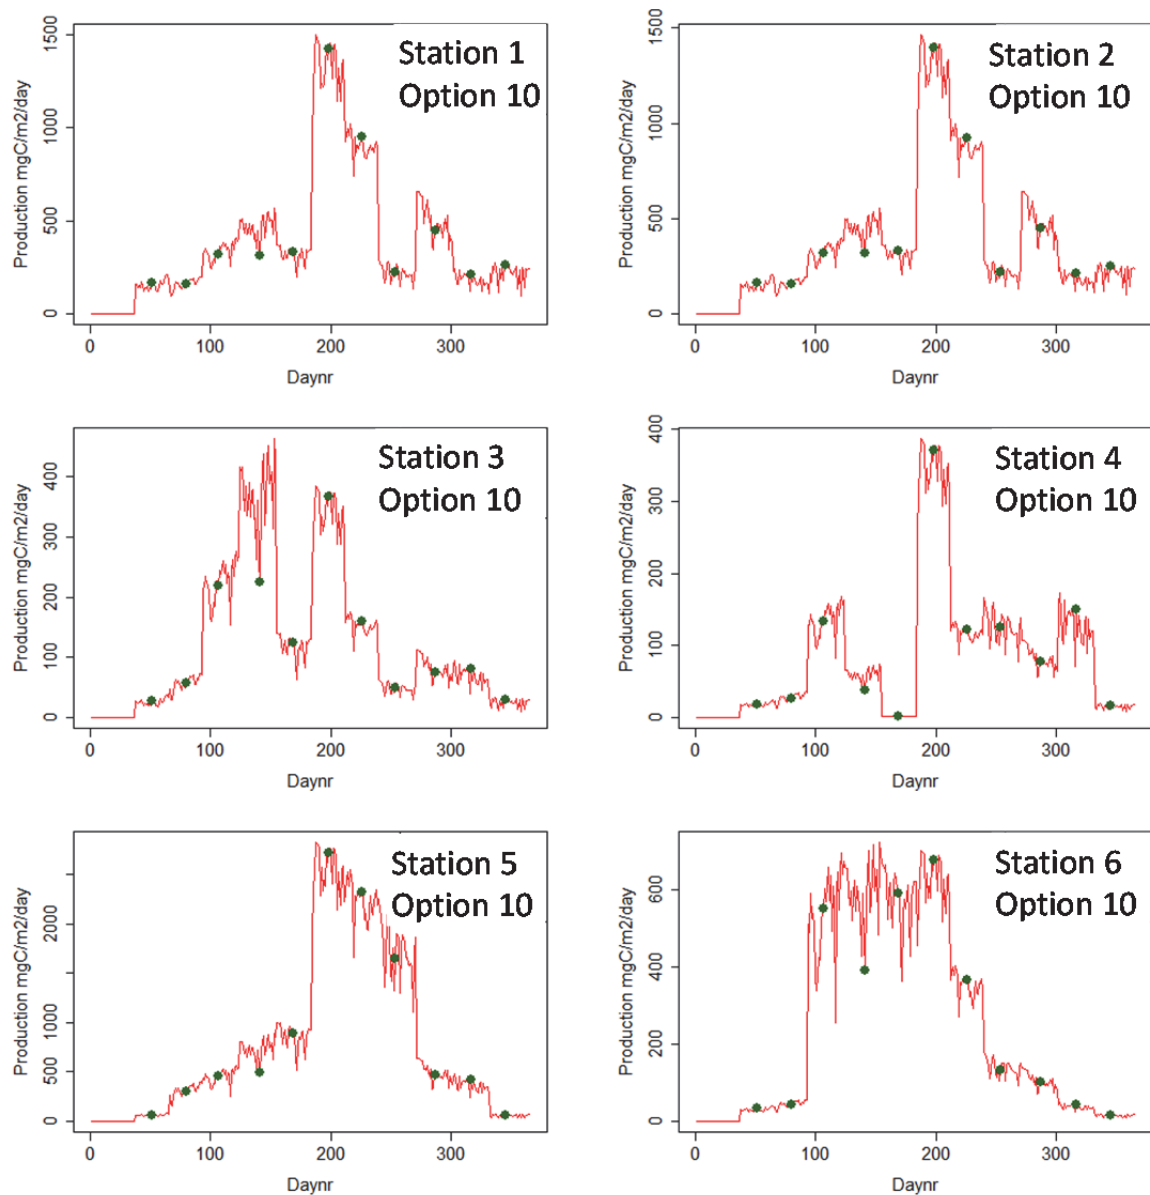 Station 1
Option 10
Production mgC/m2/day
0
500
1000
1500
0
100
200
300
Daynr
Station 2
Option 10
Production mgC/m2/day
0
500
1000
1500
0
100
200
300
Daynr
Station 3
Option 10
Production mgC/m2/day
0
100
200
300
400
0
100
200
300
Daynr
Station 4
Option 10
Production mgC/m2/day
0
100
200
300
400
0
100
200
300
Daynr
Station 5
Option 10
Production mgC/m2/day
0
500
1000
2000
0
100
200
300
Daynr
Station 6
Option 10
Production mgC/m2/day
0
200
400
600
0
100
200
300
Daynr